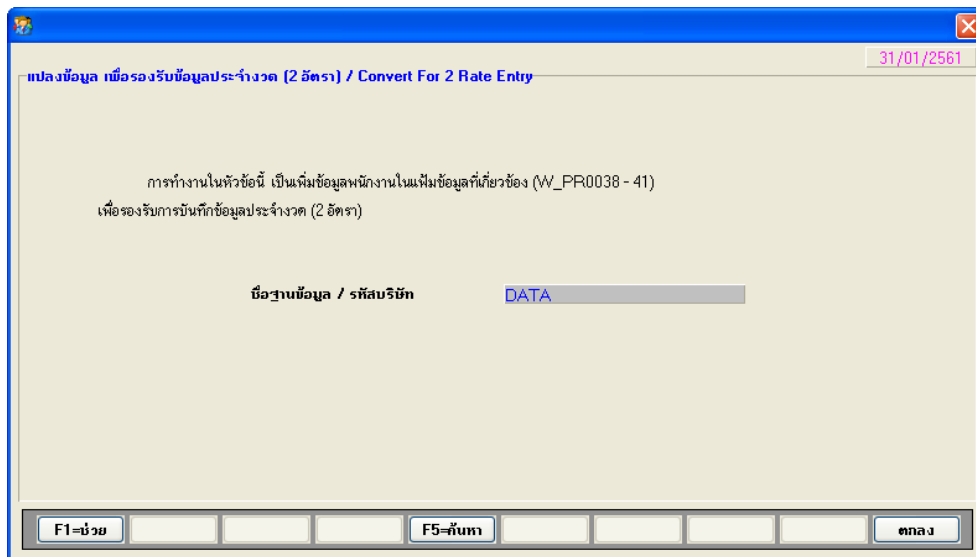 31/01/2561
แปลงข้อมูล เพื่อรองรับข้อมูลประจำงวด (2 อัตรา) / Convert For 2 Rate Entry
การทำงานในหัวข้อนี้ เป็นเพิ่มข้อมูลพนักงานในแฟ้มข้อมูลที่เกี่ยวข้อง (W_PR0038 - 41)
เพื่อรองรับการบันทึกข้อมูลประจำงวด (2 อัตรา)
ชื่อฐานข้อมูล / รหัสบริษัท DATA
F1=ช่วย F5=ค้นหา ตกลง